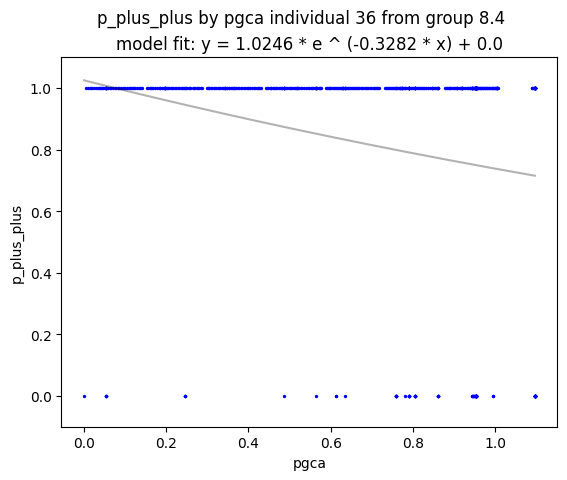 p_plus_plus by pgca individual 36 from group 8.4
model fit: y = 1.0246 * e ^ (-0.3282 * x) + 0.0
1.0
0.8
0.6
0.4
0.2
0.0
p_plus_plus
0.0 0.2 0.4 0.6 0.8 1.0
pgca